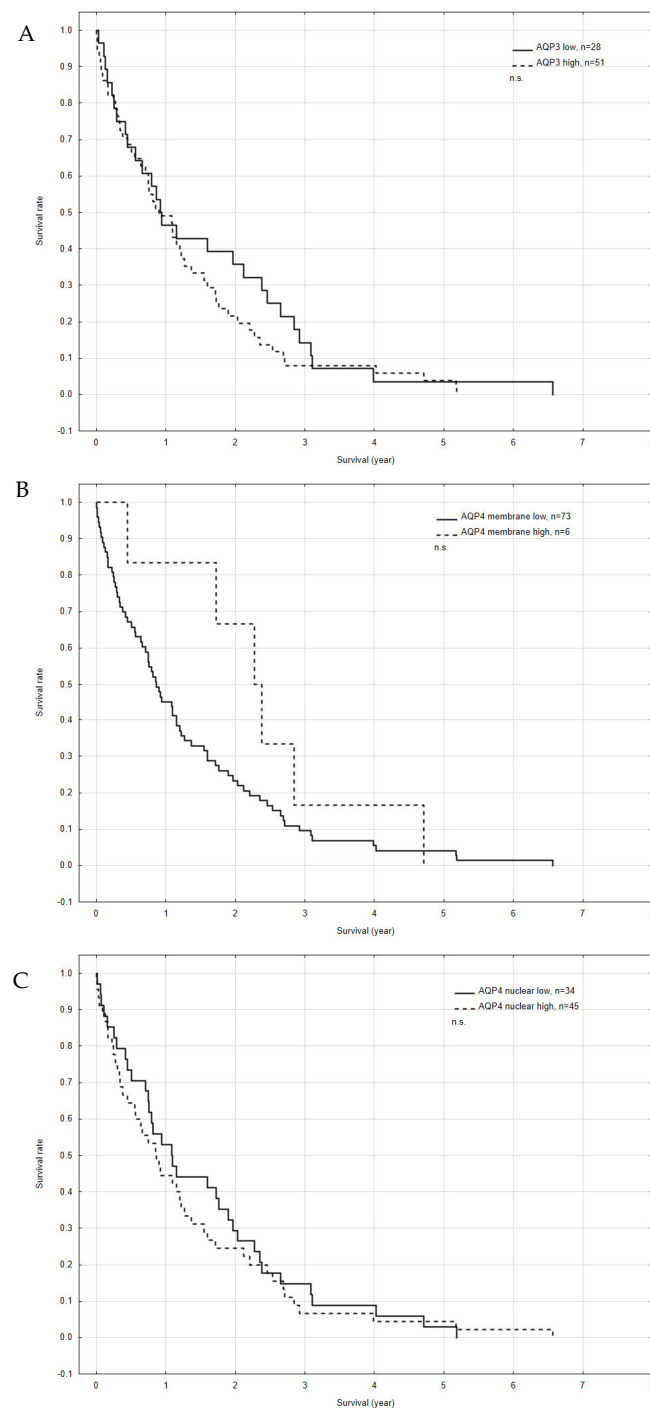 A
AQP3 low, n=28
AQP3 high, n=51
n.s.
1.0
0.9
0.8
0.7
0.6
0.5
0.4
0.3
0.2
0.1
0.0
-0.1
Survival rate
0 1 2 3 4 5 6 7 8
Survival (year)
B
AQP4 membrane low, n=73
AQP4 membrane high, n=6
n.s.
1.0
0.9
0.8
0.7
0.6
0.5
0.4
0.3
0.2
0.1
0.0
-0.1
Survival rate
0 1 2 3 4 5 6 7 8
Survival (year)
C
AQP4 nuclear low, n=34
AQP4 nuclear high, n=45
n.s.
1.0
0.9
0.8
0.7
0.6
0.5
0.4
0.3
0.2
0.1
0.0
-0.1
Survival rate
0 1 2 3 4 5 6 7 8
Survival (year)